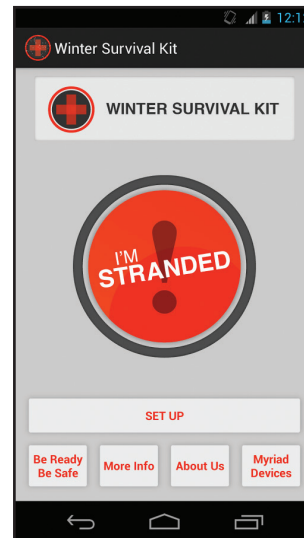 12:1
Winter Survival Kit
WINTER SURVIVAL KIT
I'M
STRANDED
SET UP
Be Ready
Be Safe
More Info
About Us
Myriad
Devices